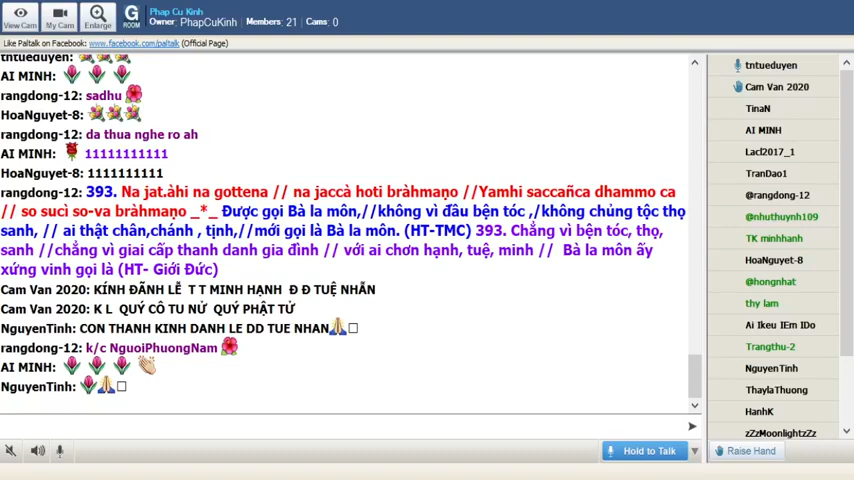 View Cam
My Cam
Enlarge
G
ROOM
Phap Cu Kinh
Owner: PhapCuKinh Members: 21 Cams: 0
Like Paltalk on Facebook: www.facebook.com/paltalk (Official Page)
tntueduyen:
AI MINH:
rangdong-12: sadhu
HoaNguyet-8:
rangdong-12: da thua nghe ro ah
AI MINH: 11111111111
HoaNguyet-8: 1111111111
rangdong-12: 393. Na jat.àhi na gottena // na jaccà hoti bràhmaṇo //Yamhi saccañca dhammo ca
// so sucì so-va bràhmaṇo _*_ Được gọi Bà la môn,//không vì đâu bện tóc ,/không chủng tộc thọ
sanh, // ai thật chân,chánh , tịnh,//mới gọi là Bà la môn. (HT-TMC) 393. Chẳng vì bện tóc, thọ,
sanh //chẳng vì giai cấp thanh danh gia đình // với ai chơn hạnh, tuệ, minh // Bà la môn ấy
xứng vinh gọi là (HT- Giới Đức)
Cam Van 2020: KÍNH ĐÃNH LỄ T T MINH HẠNH Đ Đ TUỆ NHẪN
Cam Van 2020: K L QUÝ CÔ TU NỬ QUÝ PHẬT TỬ
NguyenTinh: CON THANH KINH DANH LE DD TUE NHAN
rangdong-12: k/c NguoiPhuongNam
AI MINH:
NguyenTinh:
Hold to Talk
tntueduyen
Cam Van 2020
TinaN
AI MINH
Lacl2017_1
TranDao1
@rangdong-12
@nhuthuynh109
TK minhhanh
HoaNguyet-8
@hongnhat
thy lam
Ai lkeu lErn lDo
Trangthu-2
NguyenTinh
ThaylaThuong
HanhK
zZzMoonlightzZz
Raise Hand